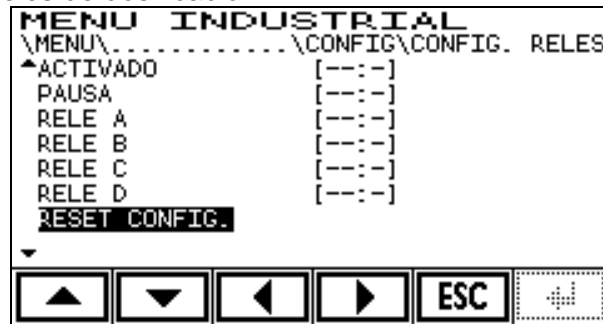 MENU INDUSTRIAL
\MENU\............\CONFIG\CONFIG. RELES
ACTIVADO [--:-]
PAUSA [--:-]
RELE A [--:-]
RELE B [--:-]
RELE C [--:-]
RELE D [--:-]
RESET CONFIG.
ESC